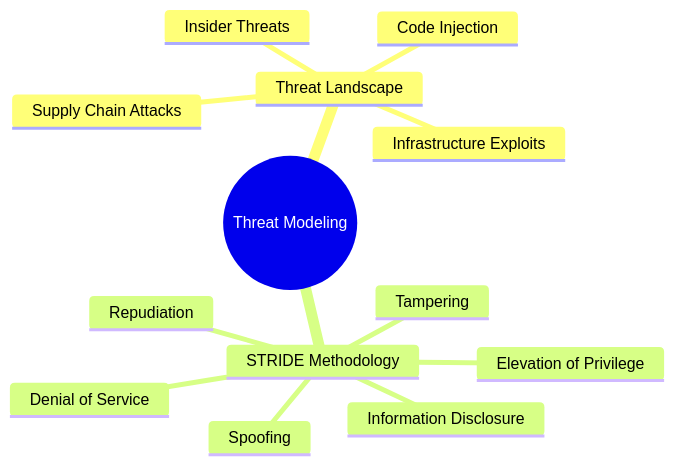 Insider Threats
Code Injection
Threat Landscape
Supply Chain Attacks
Infrastructure Exploits
Threat Modeling
Tampering
Repudiation
STRIDE Methodology
Elevation of Privilege
Denial of Service
Information Disclosure
Spoofing